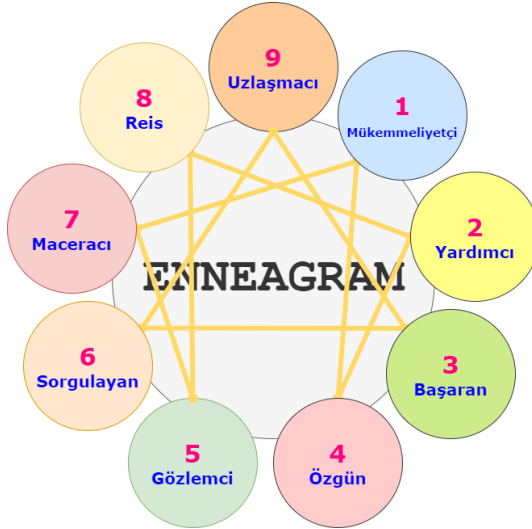 9
Uzlaşmacı
1
Mükemmeliyetçi
2
Yardımcı
3
Başaran
4
Özgün
5
Gözlemci
6
Sorgulayan
7
Maceracı
8
Reis
ENNEAGRAM